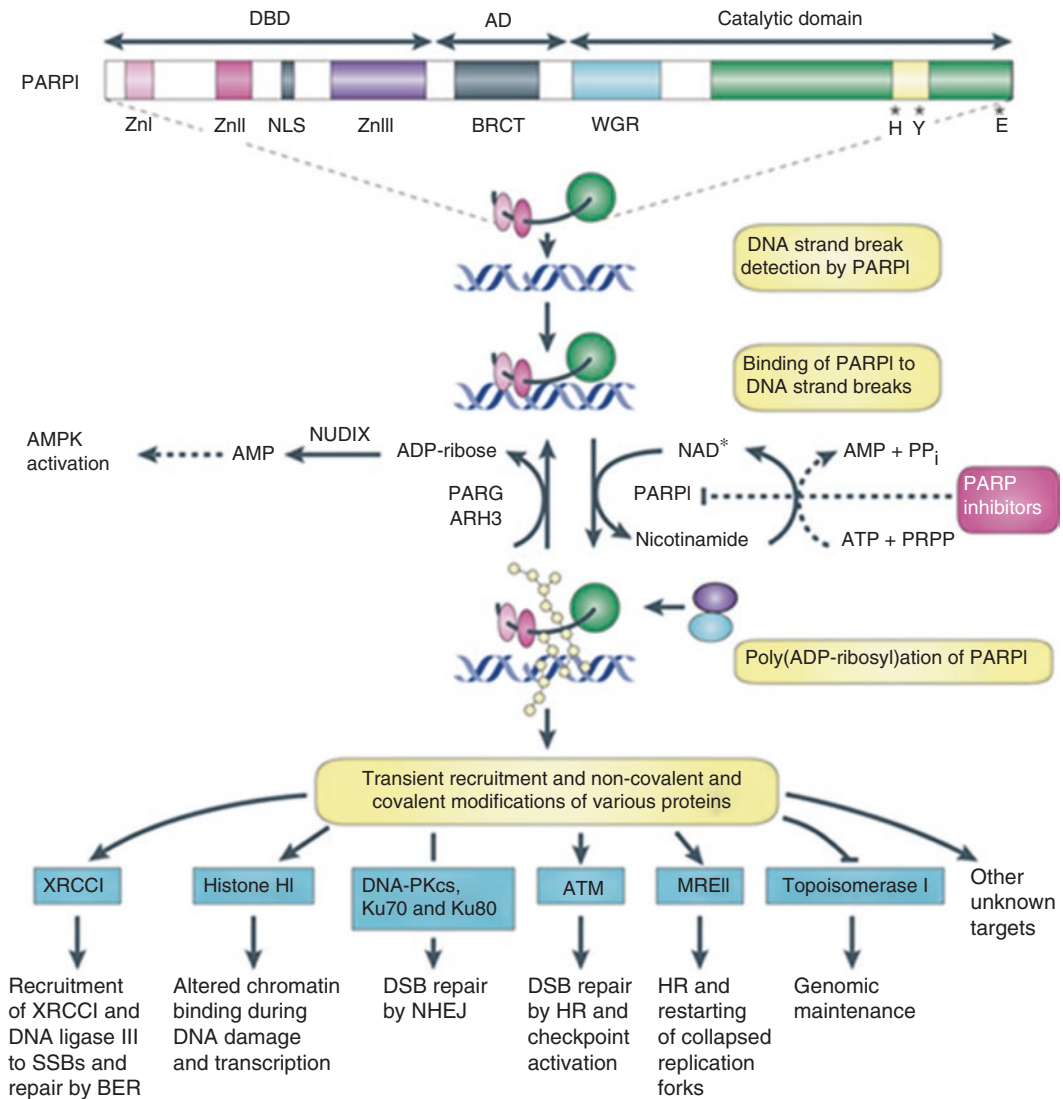 DBD AD Catalytic domain
PARPI
ZnI ZnII NLS ZnIII BRCT WGR * H * Y * E
DNA strand break
detection by PARPI
Binding of PARPI to
DNA strand breaks
AMPK
activation
AMP
NUDIX
ADP-ribose
PARG
ARH3
NAD*
PARPI
Nicotinamide
AMP + PPi
ATP + PRPP
PARP
inhibitors
Poly(ADP-ribosyl)ation of PARPI
Transient recruitment and non-covalent and
covalent modifications of various proteins
XRCCI
Histone HI
DNA-PKcs,
Ku70 and Ku80
ATM
MREII
Topoisomerase I
Other
unknown
targets
Recruitment
of XRCCI and
DNA ligase III
to SSBs and
repair by BER
Altered chromatin
binding during
DNA damage
and transcription
DSB repair
by NHEJ
DSB repair
by HR and
checkpoint
activation
HR and
restarting
of collapsed
replication
forks
Genomic
maintenance